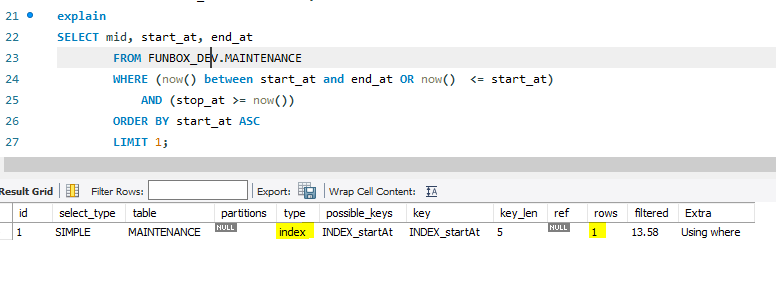 21 explain
22 SELECT mid, start_at, end_at
23 FROM FUNBOX_DEV.MAINTENANCE
24 WHERE (now() between start_at and end_at OR now() <= start_at)
25 AND (stop_at >= now())
26 ORDER BY start_at ASC
27 LIMIT 1;
Result Grid Filter Rows: Export: Wrap Cell Content:
id select_type table partitions type possible_keys key key_len ref rows filtered Extra
1 SIMPLE MAINTENANCE NULL index INDEX_startAt INDEX_startAt 5 NULL 1 13.58 Using where